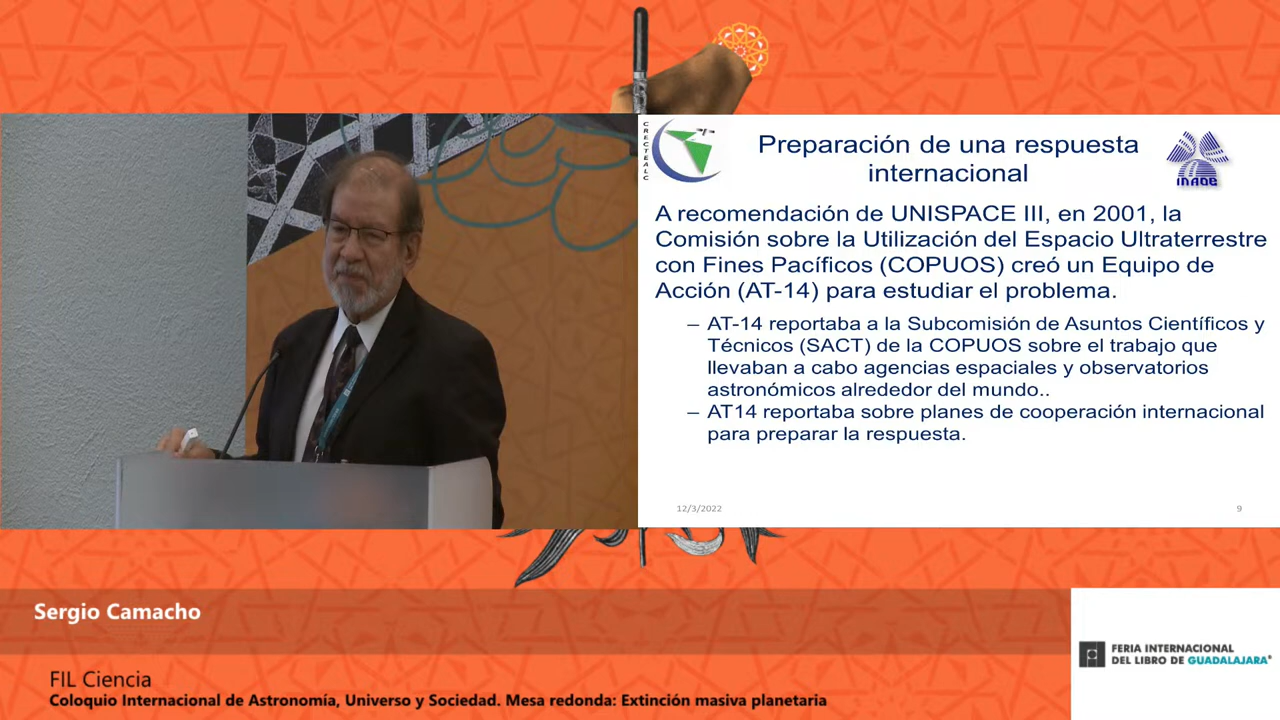 CRECTEALC
Preparación de una respuesta
internacional
INAOE
A recomendación de UNISPACE III, en 2001, la
Comisión sobre la Utilización del Espacio Ultraterrestre
con Fines Pacíficos (COPUOS) creó un Equipo de
Acción (AT-14) para estudiar el problema.
– AT-14 reportaba a la Subcomisión de Asuntos Científicos y
Técnicos (SACT) de la COPUOS sobre el trabajo que
llevaban a cabo agencias espaciales y observatorios
astronómicos alrededor del mundo..
– AT14 reportaba sobre planes de cooperación internacional
para preparar la respuesta.
12/3/2022
9
Sergio Camacho
FIL Ciencia
Coloquio Internacional de Astronomía, Universo y Sociedad. Mesa redonda: Extinción masiva planetaria
FERIA INTERNACIONAL
DEL LIBRO DE GUADALAJARA®